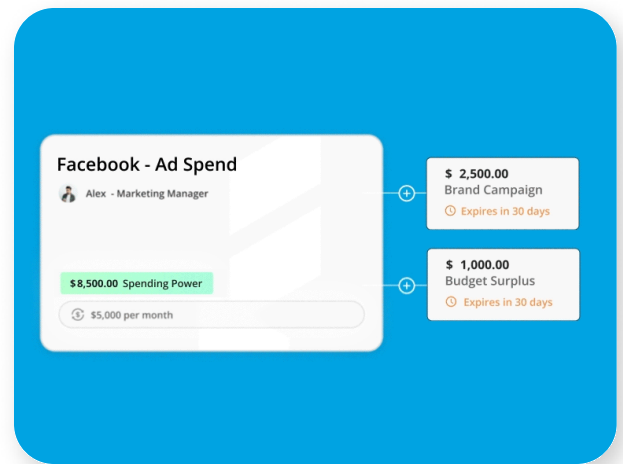 Facebook - Ad Spend
Alex - Marketing Manager
$8,500.00 Spending Power
$5,000 per month
$ 2,500.00
Brand Campaign
Expires in 30 days
$ 1,000.00
Budget Surplus
Expires in 30 days